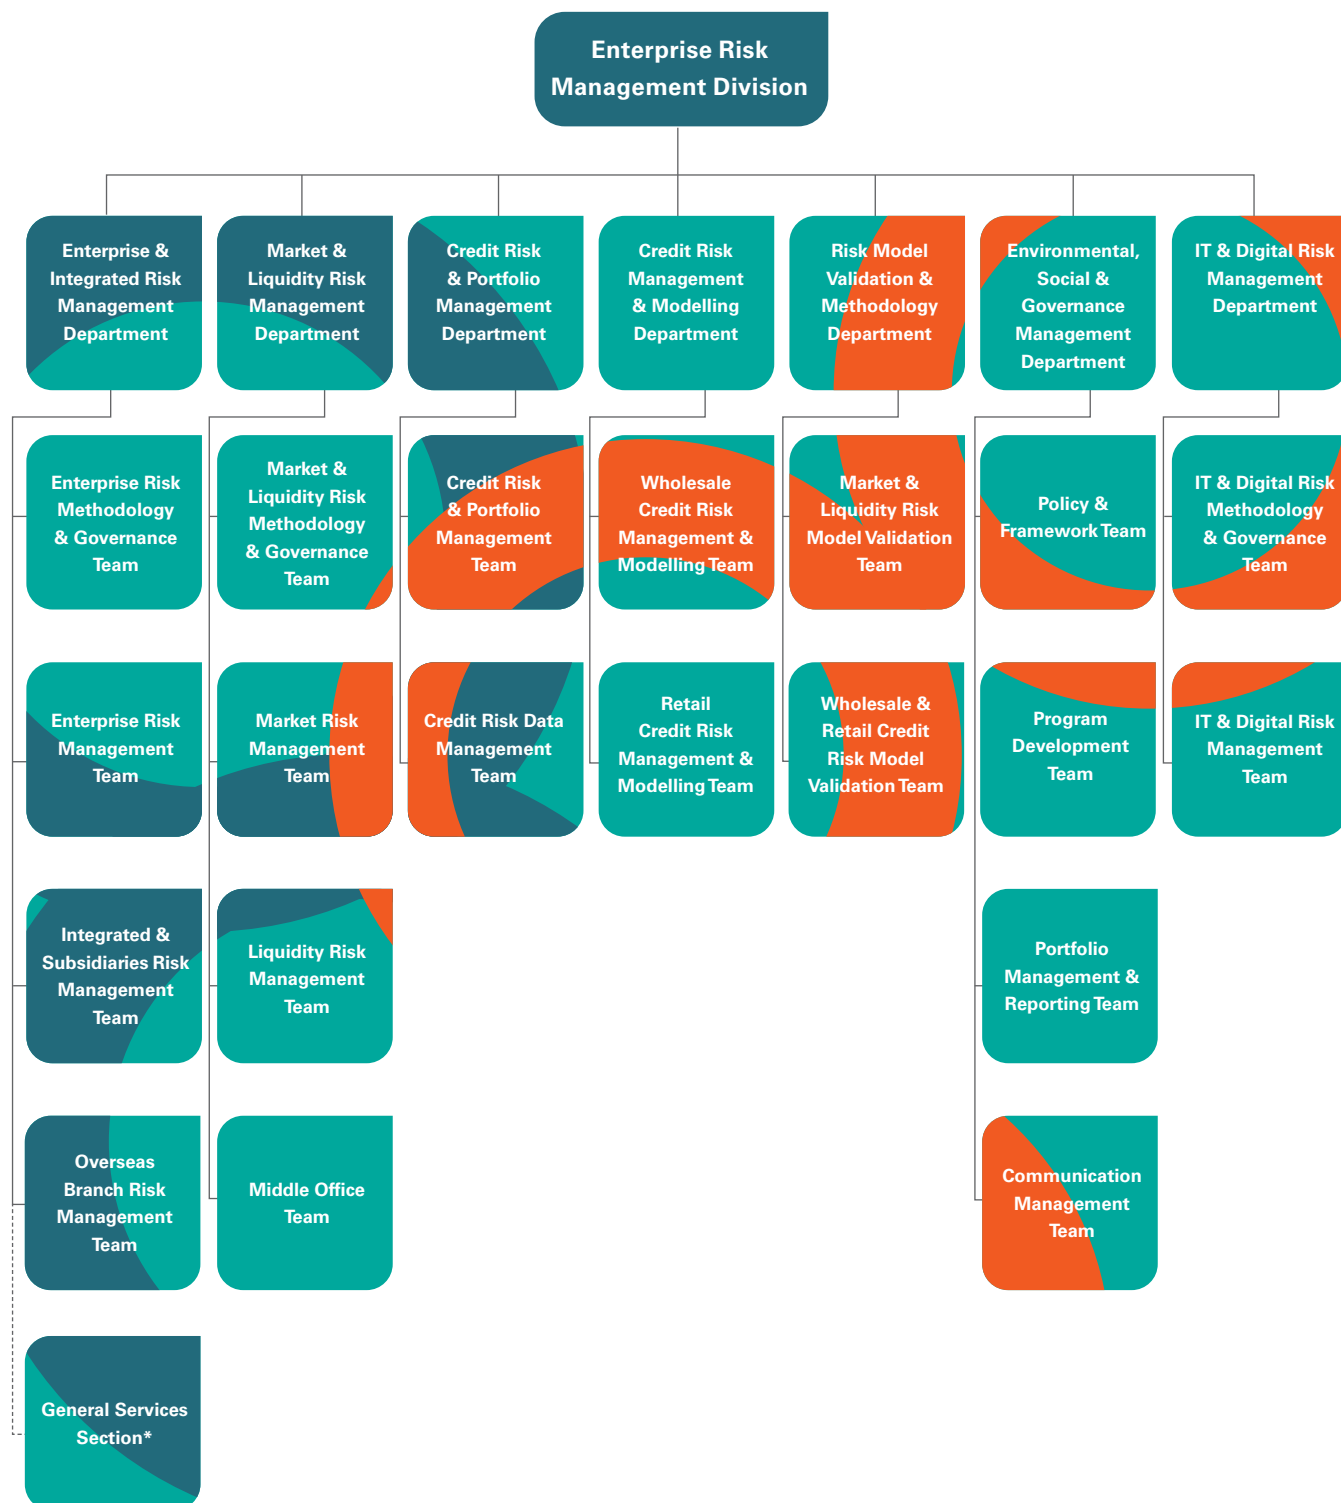 Enterprise Risk
Management Division
Enterprise &
Integrated Risk
Management
Department
Market &
Liquidity Risk
Management
Department
Credit Risk
& Portfolio
Management
Department
Credit Risk
Management
& Modelling
Department
Risk Model
Validation &
Methodology
Department
Environmental,
Social &
Governance
Management
Department
IT & Digital Risk
Management
Department
Enterprise Risk
Methodology
& Governance
Team
Market &
Liquidity Risk
Methodology
& Governance
Team
Credit Risk
& Portfolio
Management
Team
Wholesale
Credit Risk
Management &
Modelling Team
Market &
Liquidity Risk
Model Validation
Team
Policy &
Framework Team
IT & Digital Risk
Methodology
& Governance
Team
Enterprise Risk
Management
Team
Market Risk
Management
Team
Credit Risk Data
Management
Team
Retail
Credit Risk
Management &
Modelling Team
Wholesale &
Retail Credit
Risk Model
Validation Team
Program
Development
Team
IT & Digital Risk
Management
Team
Integrated &
Subsidiaries Risk
Management
Team
Liquidity Risk
Management
Team
Portfolio
Management &
Reporting Team
Overseas
Branch Risk
Management
Team
Middle Office
Team
Communication
Management
Team
General Services
Section*